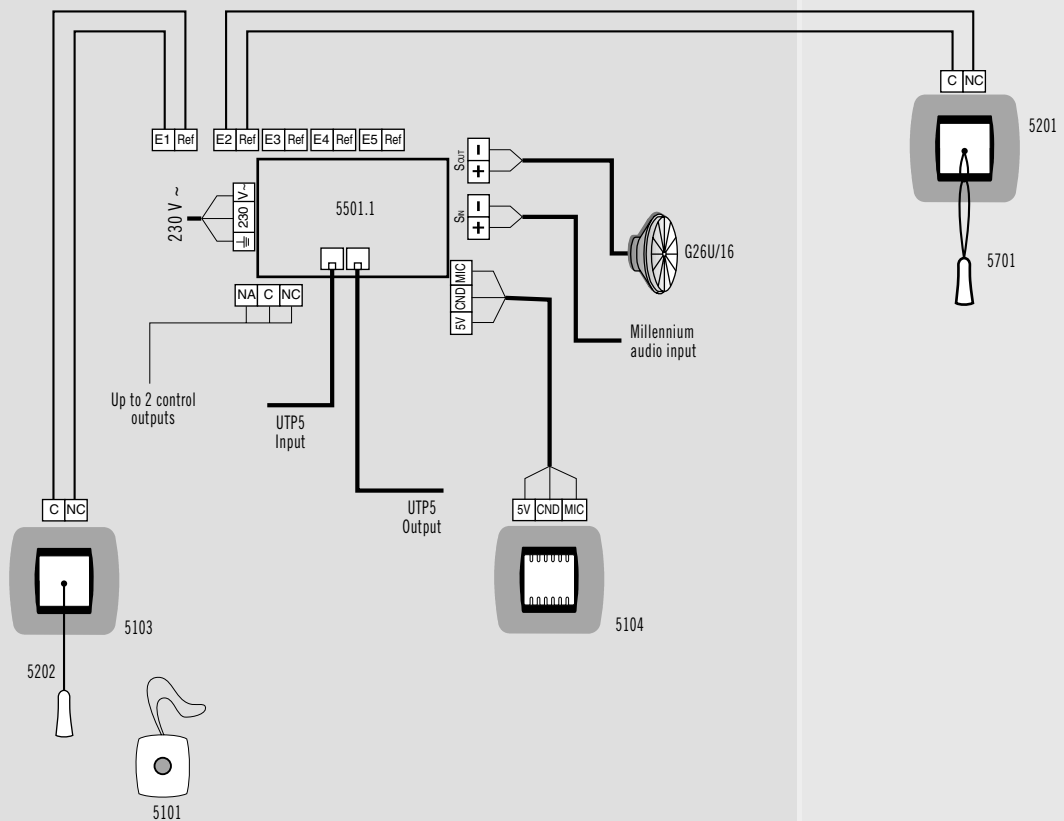 C NC
5201
5701
E1 Ref E2 Ref E3 Ref E4 Ref E5 Ref
230 V ~
230 V~
5501.1
SOUT - +
SIN - +
G26U/16
MIC
CND
5V
NA C NC
Millennium
audio input
Up to 2 control
outputs
UTP5
Input
UTP5
Output
C NC
5103
5202
5101
5V CND MIC
5104